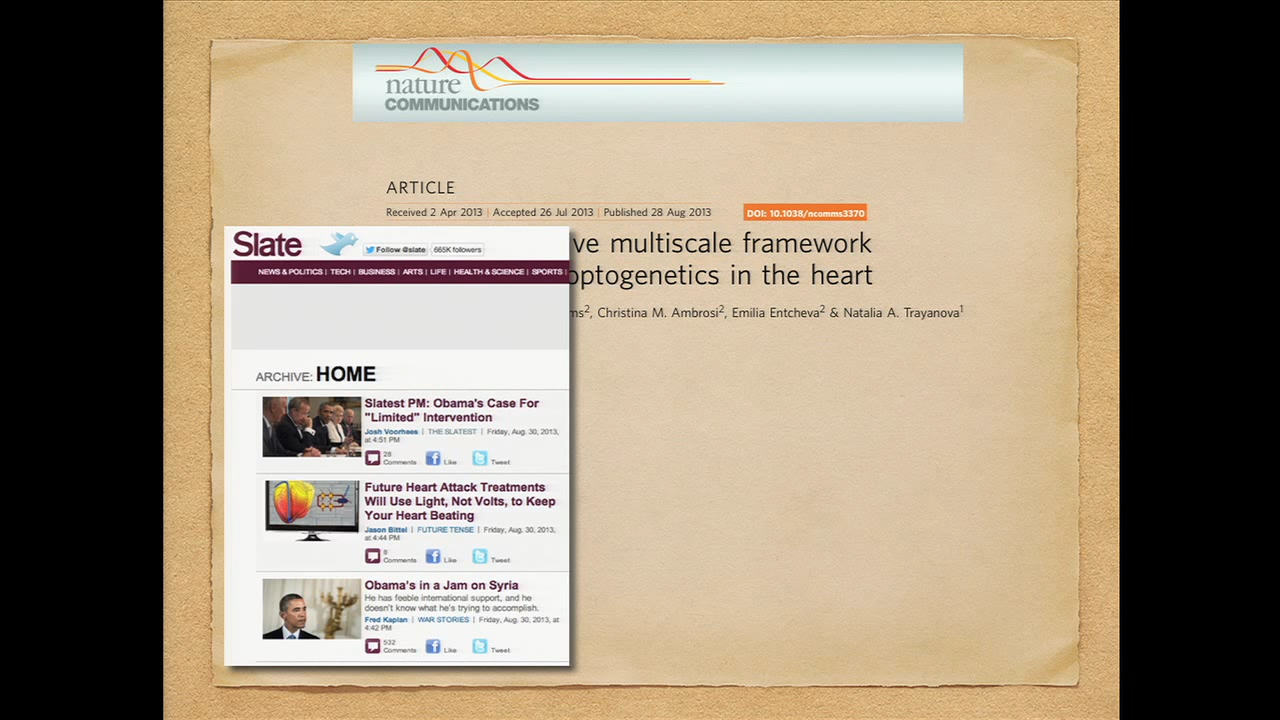 nature
COMMUNICATIONS
ARTICLE
Received 2 Apr 2013 | Accepted 26 Jul 2013 | Published 28 Aug 2013
DOI: 10.1038/ncomms3370
ve multiscale framework
optogenetics in the heart
ms2, Christina M. Ambrosi2, Emilia Entcheva2 & Natalia A. Trayanova1
Slate
Follow @slate 665K followers
NEWS & POLITICS | TECH | BUSINESS | ARTS | LIFE | HEALTH & SCIENCE | SPORTS |
ARCHIVE: HOME
Slatest PM: Obama's Case For
"Limited" Intervention
Josh Voorhees | THE SLATEST | Friday, Aug. 30, 2013,
at 4:51 PM
28
Comments Like Tweet
Future Heart Attack Treatments
Will Use Light, Not Volts, to Keep
Your Heart Beating
Jason Bittel | FUTURE TENSE | Friday, Aug. 30, 2013,
at 4:44 PM
8
Comments Like Tweet
Obama's in a Jam on Syria
He has feeble international support, and he
doesn't know what he's trying to accomplish.
Fred Kaplan | WAR STORIES | Friday, Aug. 30, 2013, at
4:42 PM
532
Comments Like Tweet